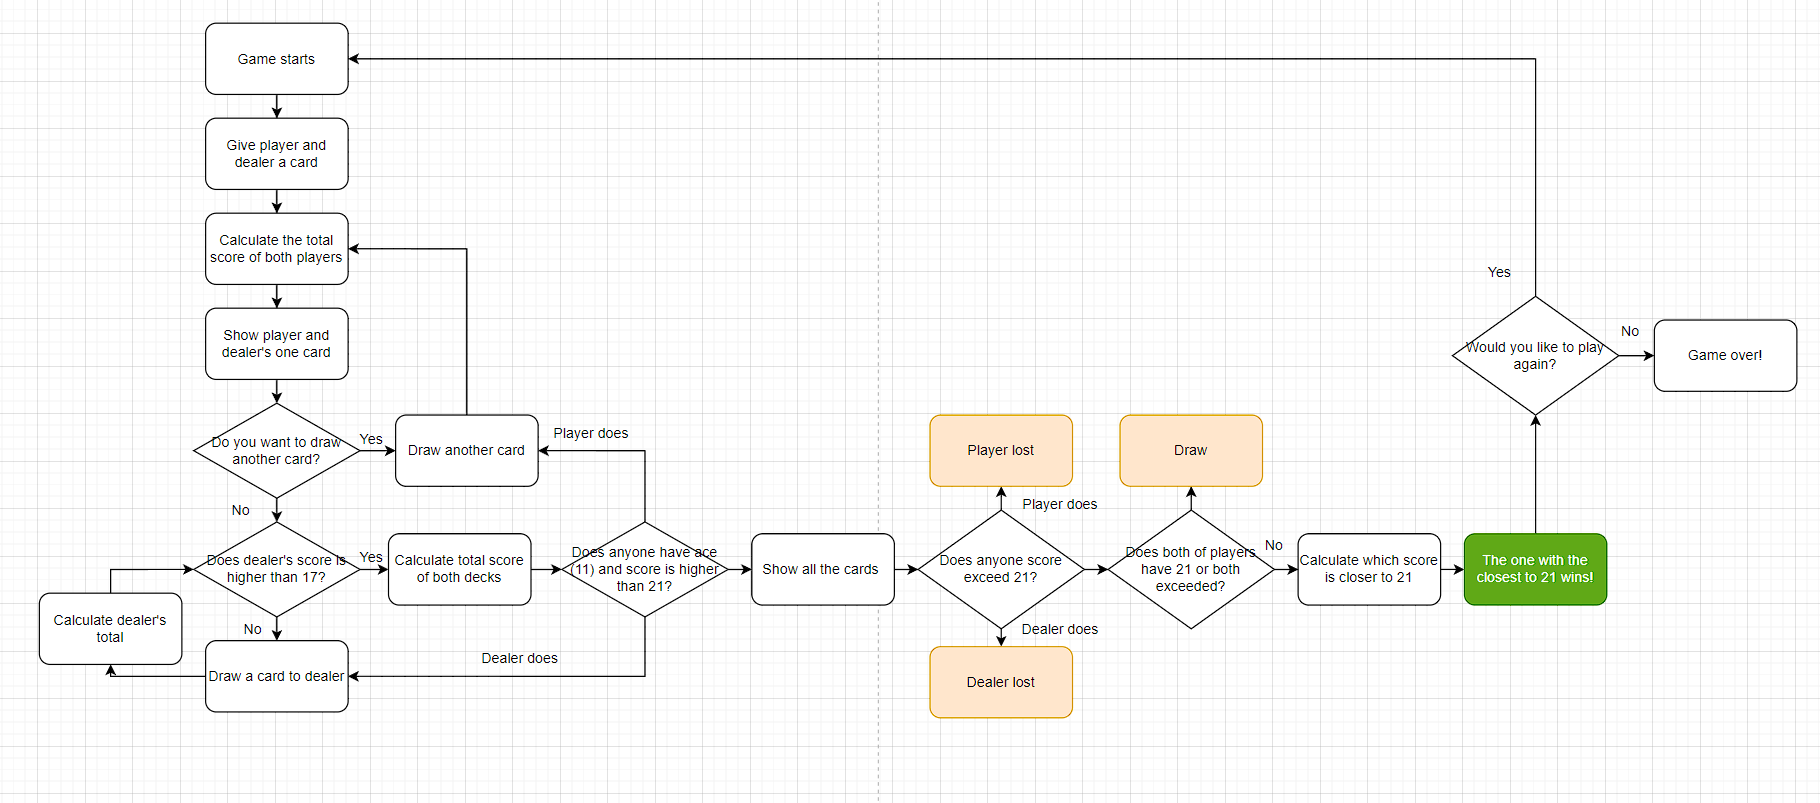 Game starts
Give player and
dealer a card
Calculate the total
score of both players
Show player and
dealer's one card
Do you want to draw
another card?
Yes
Draw another card
Player does
No
Does dealer's score is
higher than 17?
Yes
Calculate total score
of both decks
Does anyone have ace
(11) and score is higher
than 21?
Show all the cards
Calculate dealer's
total
No
Draw a card to dealer
Dealer does
Player lost
Player does
Does anyone score
exceed 21?
Dealer does
Dealer lost
Draw
Does both of players
have 21 or both
exceeded?
No
Calculate which score
is closer to 21
The one with the
closest to 21 wins!
Yes
Would you like to play
again?
No
Game over!